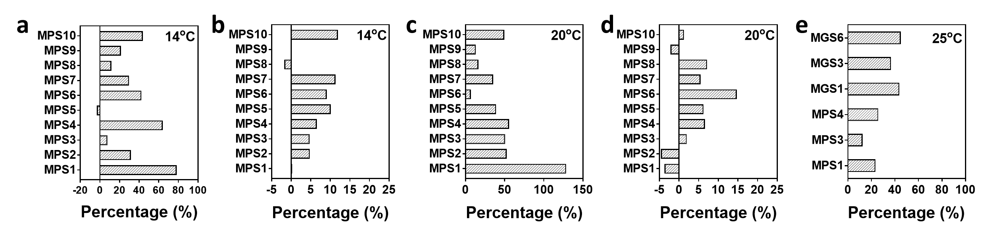 a
14°C
MPS10
MPS9
MPS8
MPS7
MPS6
MPS5
MPS4
MPS3
MPS2
MPS1
-20 0 20 40 60 80 100
Percentage (%)
b
14°C
MPS10
MPS9
MPS8
MPS7
MPS6
MPS5
MPS4
MPS3
MPS2
MPS1
-5 0 5 10 15 20 25
Percentage (%)
c
20°C
MPS10
MPS9
MPS8
MPS7
MPS6
MPS5
MPS4
MPS3
MPS2
MPS1
0 50 100 150
Percentage (%)
d
20°C
MPS10
MPS9
MPS8
MPS7
MPS6
MPS5
MPS4
MPS3
MPS2
MPS1
-5 0 5 10 15 20 25
Percentage (%)
e
25°C
MGS6
MGS3
MGS1
MPS4
MPS3
MPS1
0 20 40 60 80 100
Percentage (%)